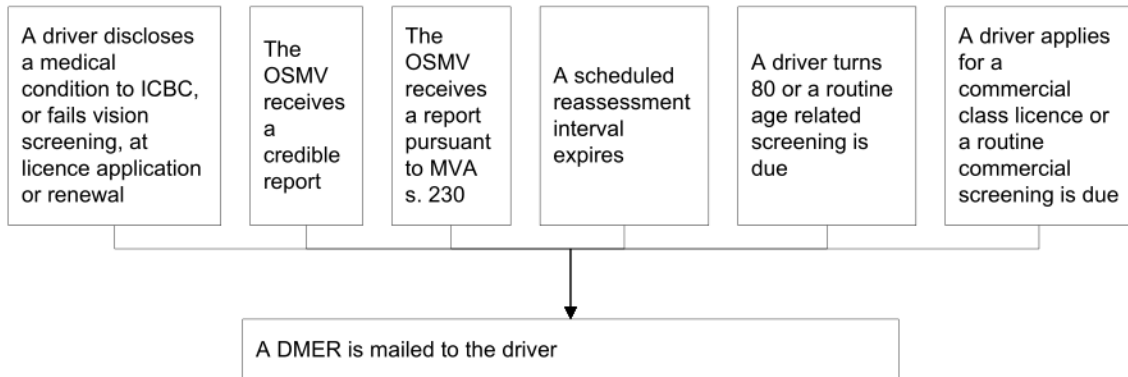 A driver discloses
a medical
condition to ICBC,
or fails vision
screening, at
licence application
or renewal
The
OSMV
receives
a
credible
report
The
OSMV
receives
a report
pursuant
to MVA
s. 230
A scheduled
reassessment
interval
expires
A driver turns
80 or a routine
age related
screening is
due
A driver applies
for a
commercial
class licence or
a routine
commercial
screening is due
A DMER is mailed to the driver